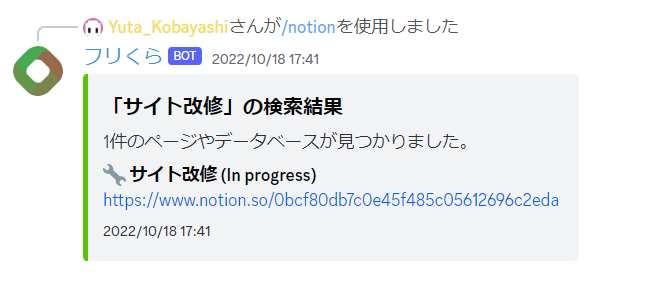 Yuta_Kobayashiさんが/notionを使用しました
フリくら BOT 2022/10/18 17:41
「サイト改修」の検索結果
1件のページやデータベースが見つかりました。
サイト改修 (In progress)
https://www.notion.so/0bcf80db7c0e45f485c05612696c2eda
2022/10/18 17:41